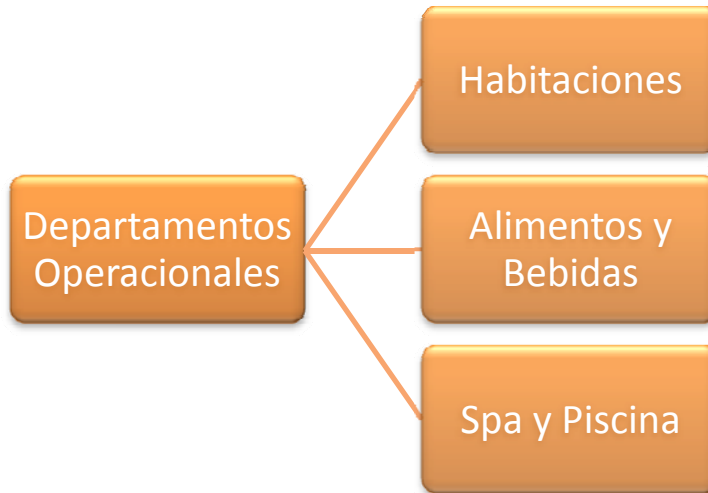 Habitaciones
Departamentos
Operacionales
Alimentos y
Bebidas
Spa y Piscina